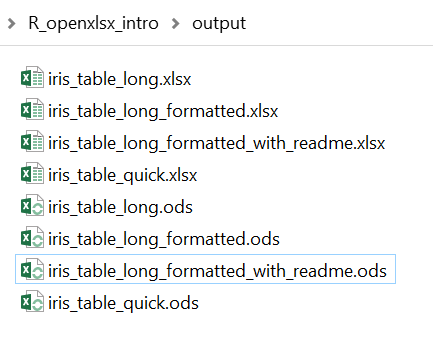 R_openxlsx_intro > output
iris_table_long.xlsx
iris_table_long_formatted.xlsx
iris_table_long_formatted_with_readme.xlsx
iris_table_quick.xlsx
iris_table_long.ods
iris_table_long_formatted.ods
iris_table_long_formatted_with_readme.ods
iris_table_quick.ods